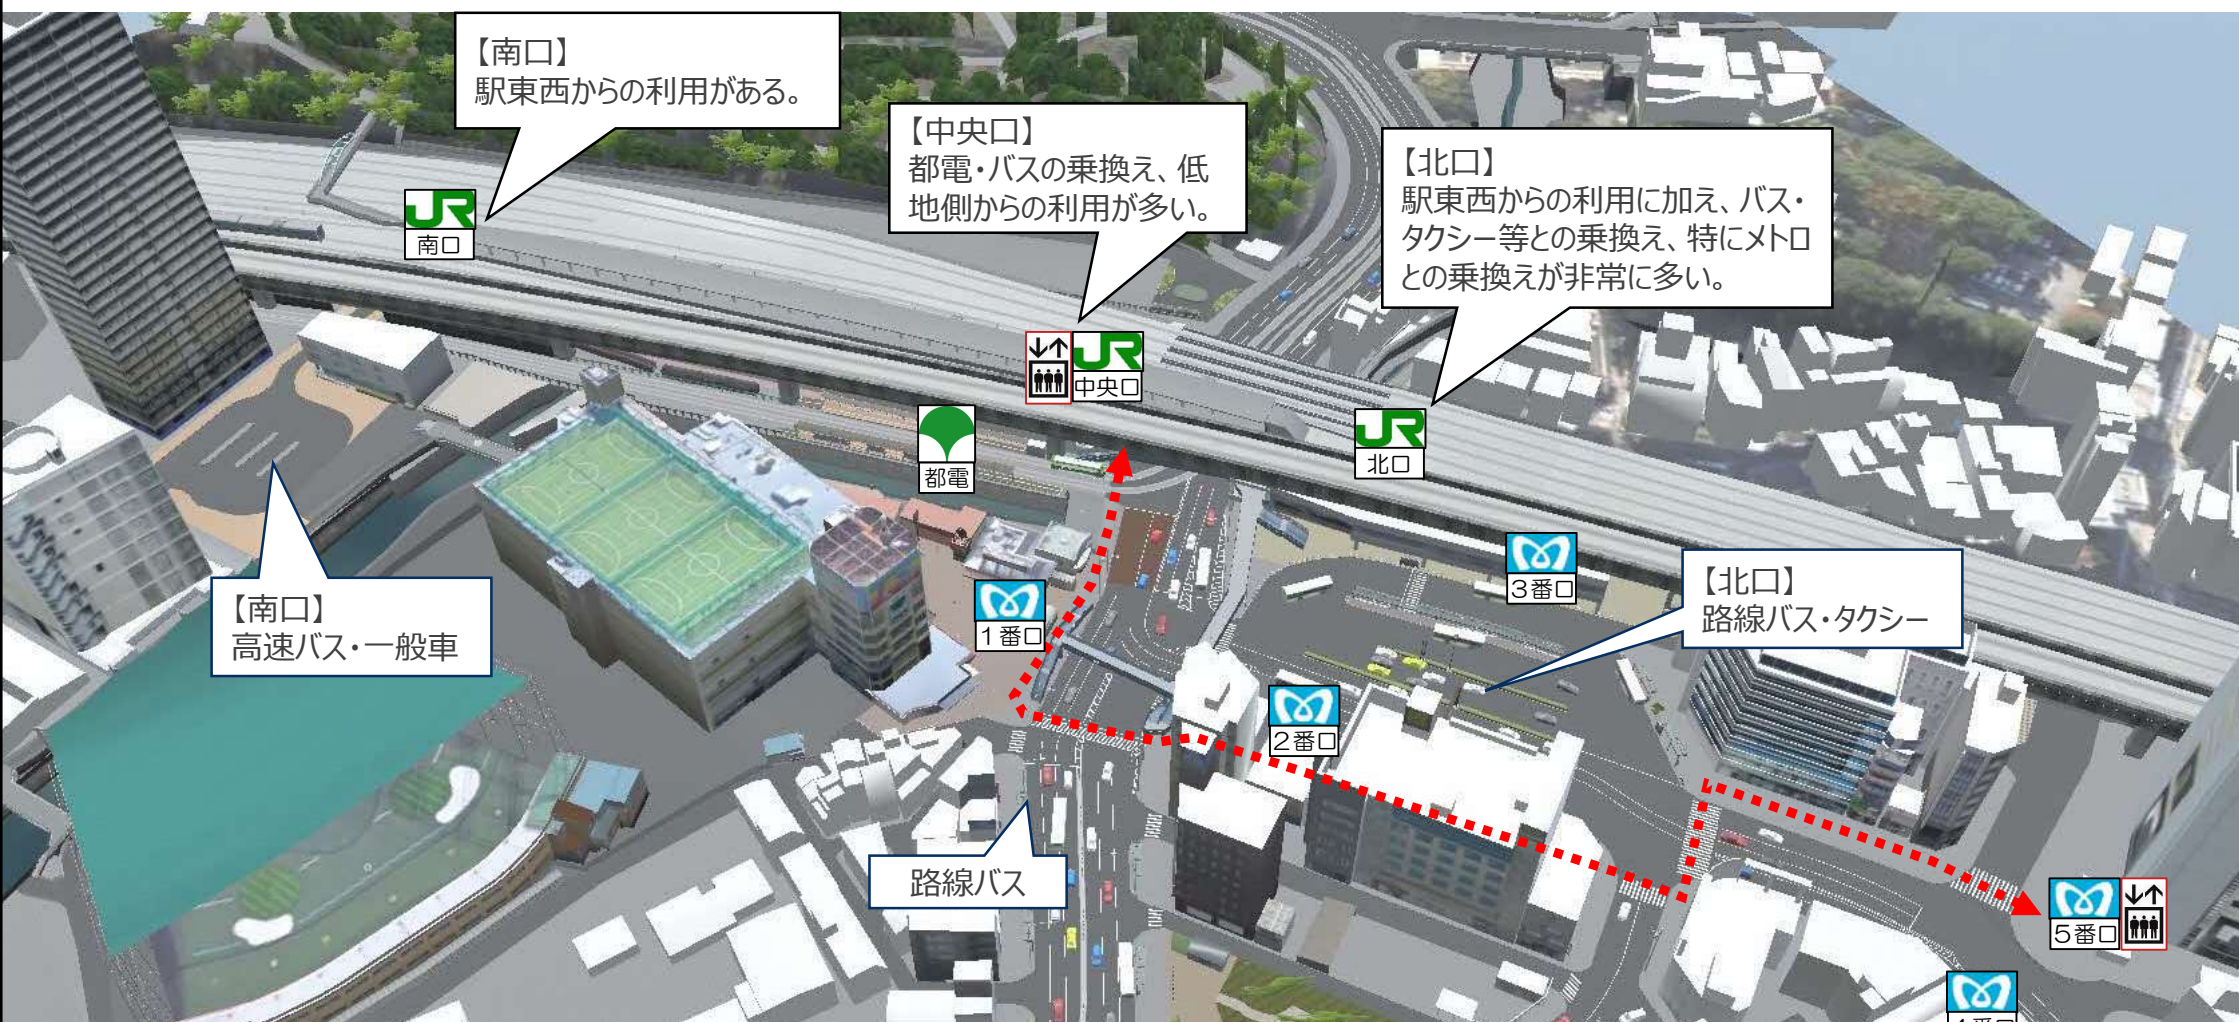 【南口】
駅東西からの利用がある。
【中央口】
都電・バスの乗換え、低
地側からの利用が多い。
【北口】
駅東西からの利用に加え、バス・
タクシー等との乗換え、特にメトロ
との乗換えが非常に多い。
JR
南口
JR
中央口
JR
北口
都電
1番口
3番口
2番口
5番口
【南口】
高速バス・一般車
【北口】
路線バス・タクシー
路線バス